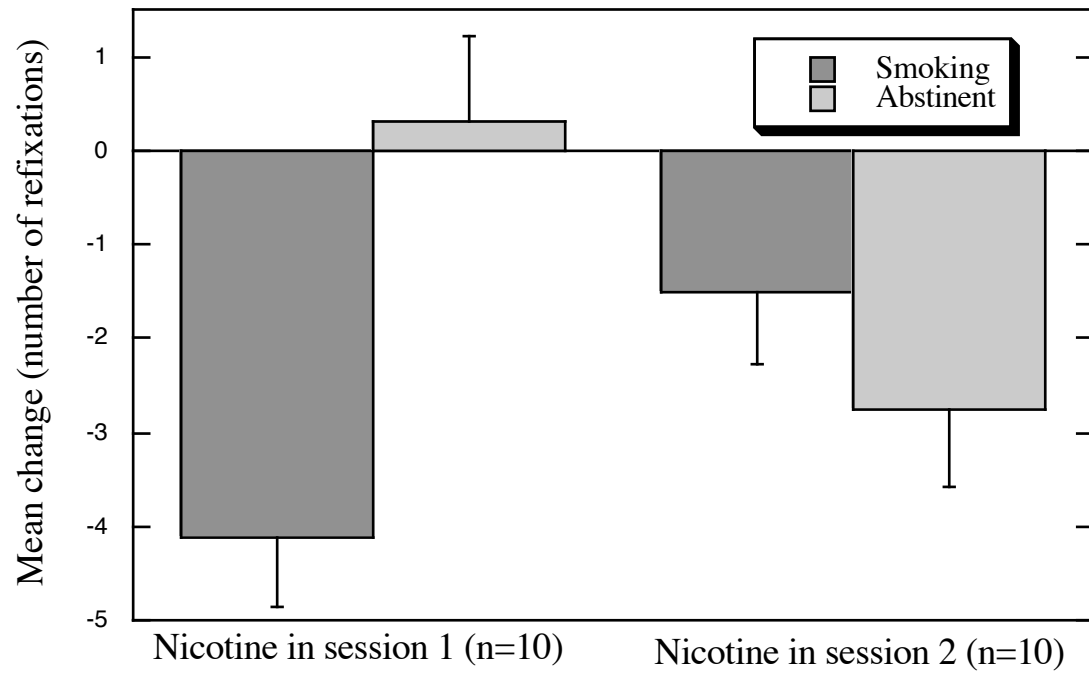 Mean change (number of refixations)
1
0
-1
-2
-3
-4
-5
Smoking
Abstinent
Nicotine in session 1 (n=10)
Nicotine in session 2 (n=10)